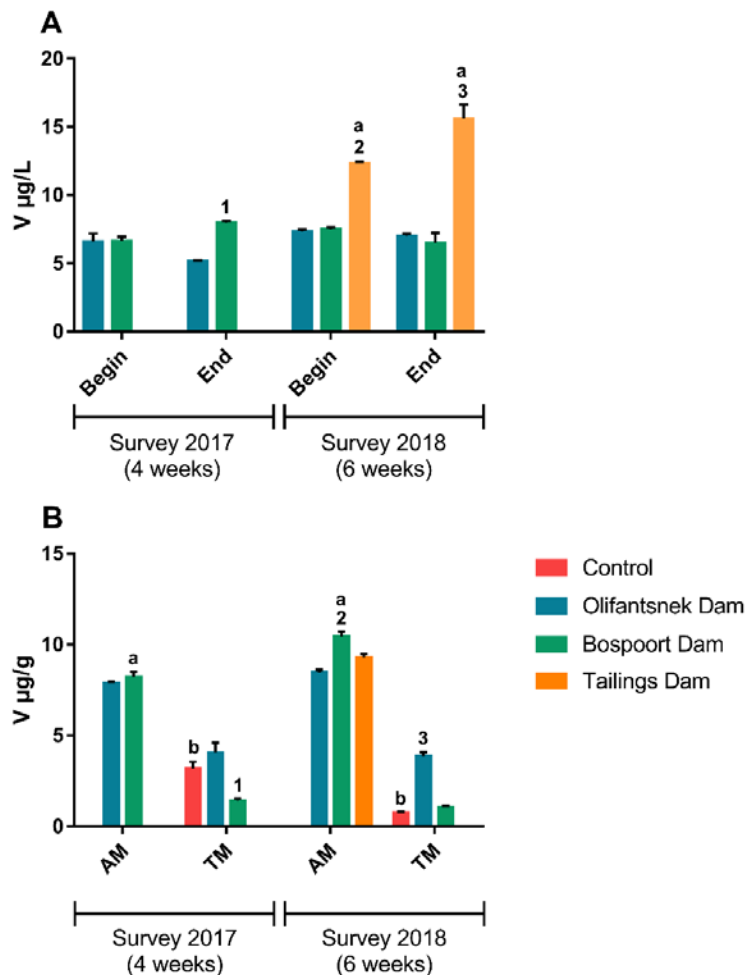 A
V µg/L
20
15
10
5
0
1
a
2
a
3
Begin
End
Begin
End
Survey 2017
(4 weeks)
Survey 2018
(6 weeks)
B
V µg/g
15
10
5
0
a
b
1
a
2
b
3
AM
TM
AM
TM
Survey 2017
(4 weeks)
Survey 2018
(6 weeks)
Control
Olifantsnek Dam
Bospoort Dam
Tailings Dam